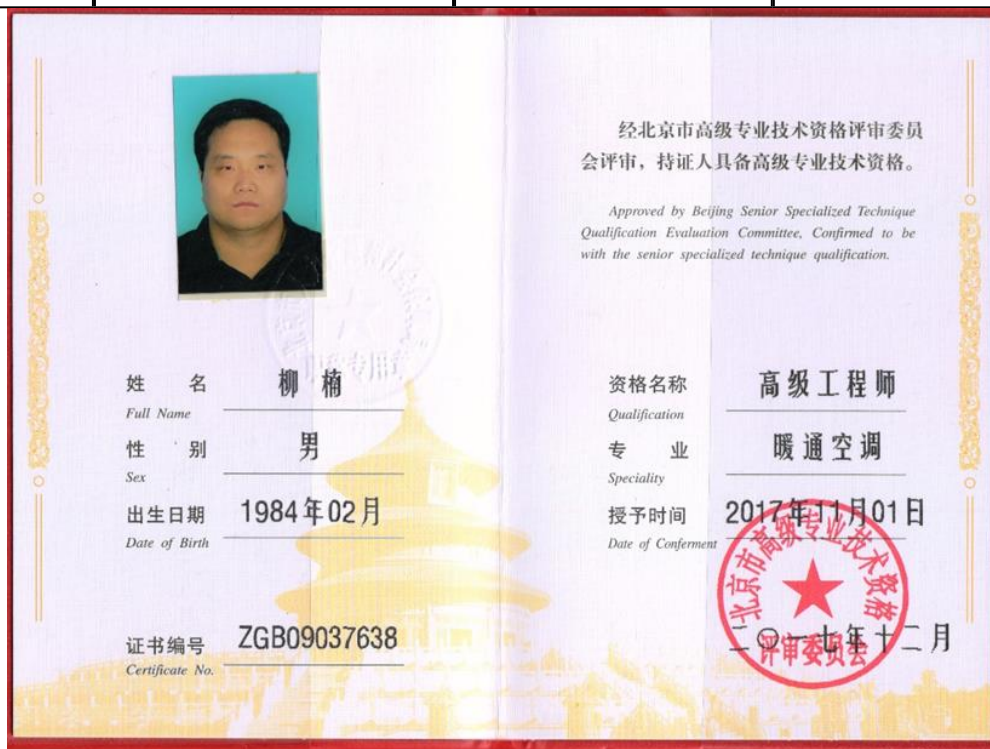 姓 名 柳楠
Full Name
性 别 男
Sex
出生日期 1984年02月
Date of Birth
证书编号 ZGB09037638
Certificate No.
经北京市高级专业技术资格评审委员
会评审，持证人具备高级专业技术资格。
Approved by Beijing Senior Specialized Technique
Qualification Evaluation Committee, Confirmed to be
with the senior specialized technique qualification.
资格名称 高级工程师
Qualification
专 业 暖通空调
Speciality
授予时间 2017年11月01日
Date of Conferment
北京市高级专业技术资格
评审委员会
二〇一七年十二月